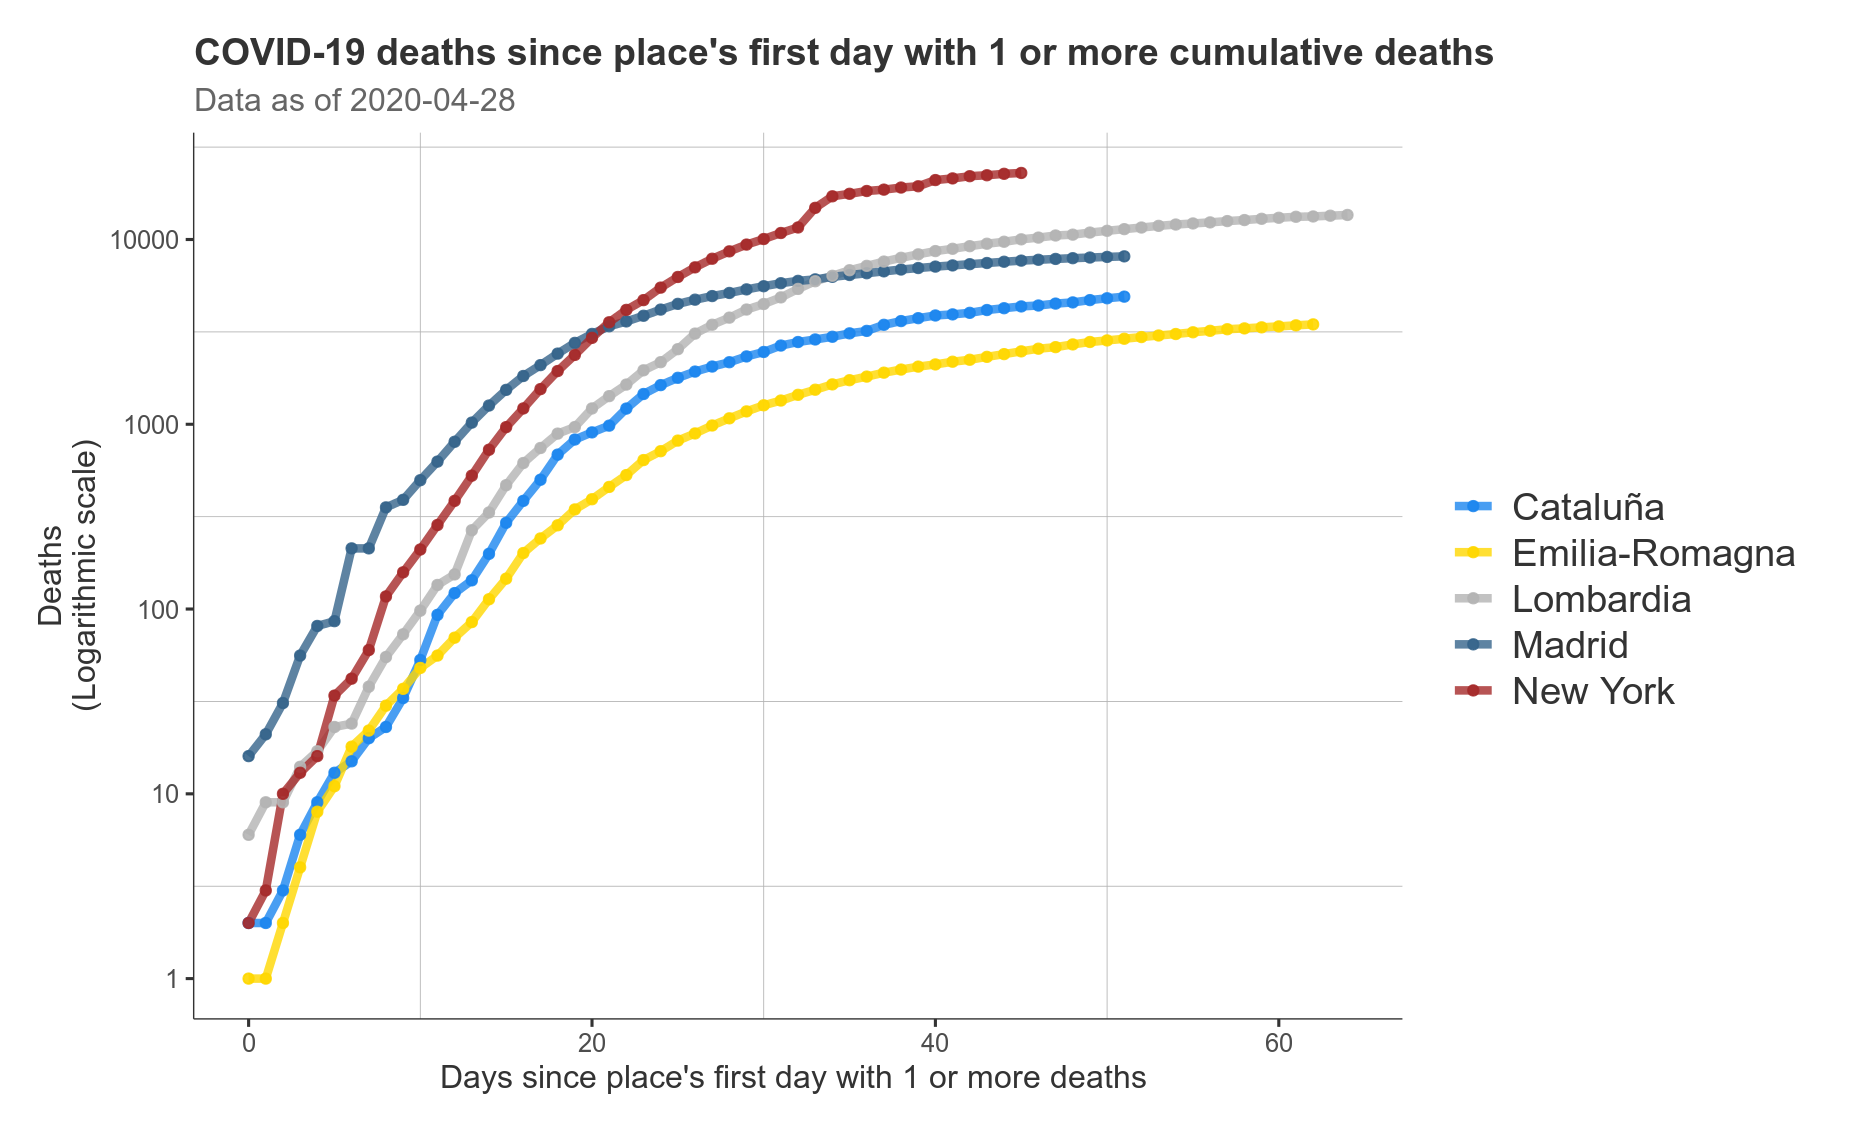 COVID-19 deaths since place's first day with 1 or more cumulative deaths
Data as of 2020-04-28
Deaths
(Logarithmic scale)
10000
1000
100
10
1
0
20
40
60
Days since place's first day with 1 or more deaths
Cataluña
Emilia-Romagna
Lombardia
Madrid
New York